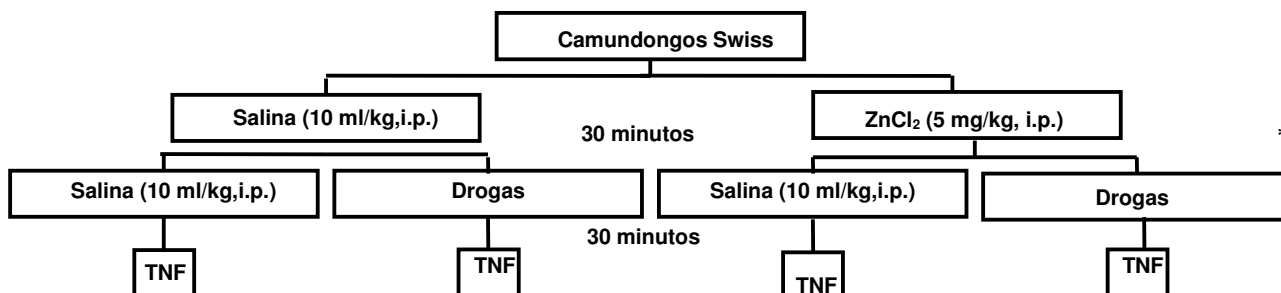 Camundongos Swiss
Salina (10 ml/kg,i.p.)
30 minutos
ZnCl₂ (5 mg/kg, i.p.)
*
Salina (10 ml/kg,i.p.)
Drogas
Salina (10 ml/kg,i.p.)
Drogas
30 minutos
TNF
TNF
TNF
TNF